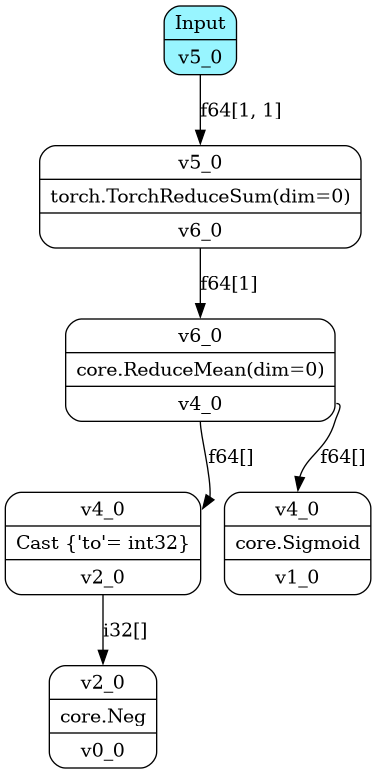 Input
v5_0
f64[1, 1]
v5_0
torch.TorchReduceSum(dim=0)
v6_0
f64[1]
v6_0
core.ReduceMean(dim=0)
v4_0
f64[]
f64[]
v4_0
Cast {'to'= int32}
v2_0
v4_0
core.Sigmoid
v1_0
i32[]
v2_0
core.Neg
v0_0